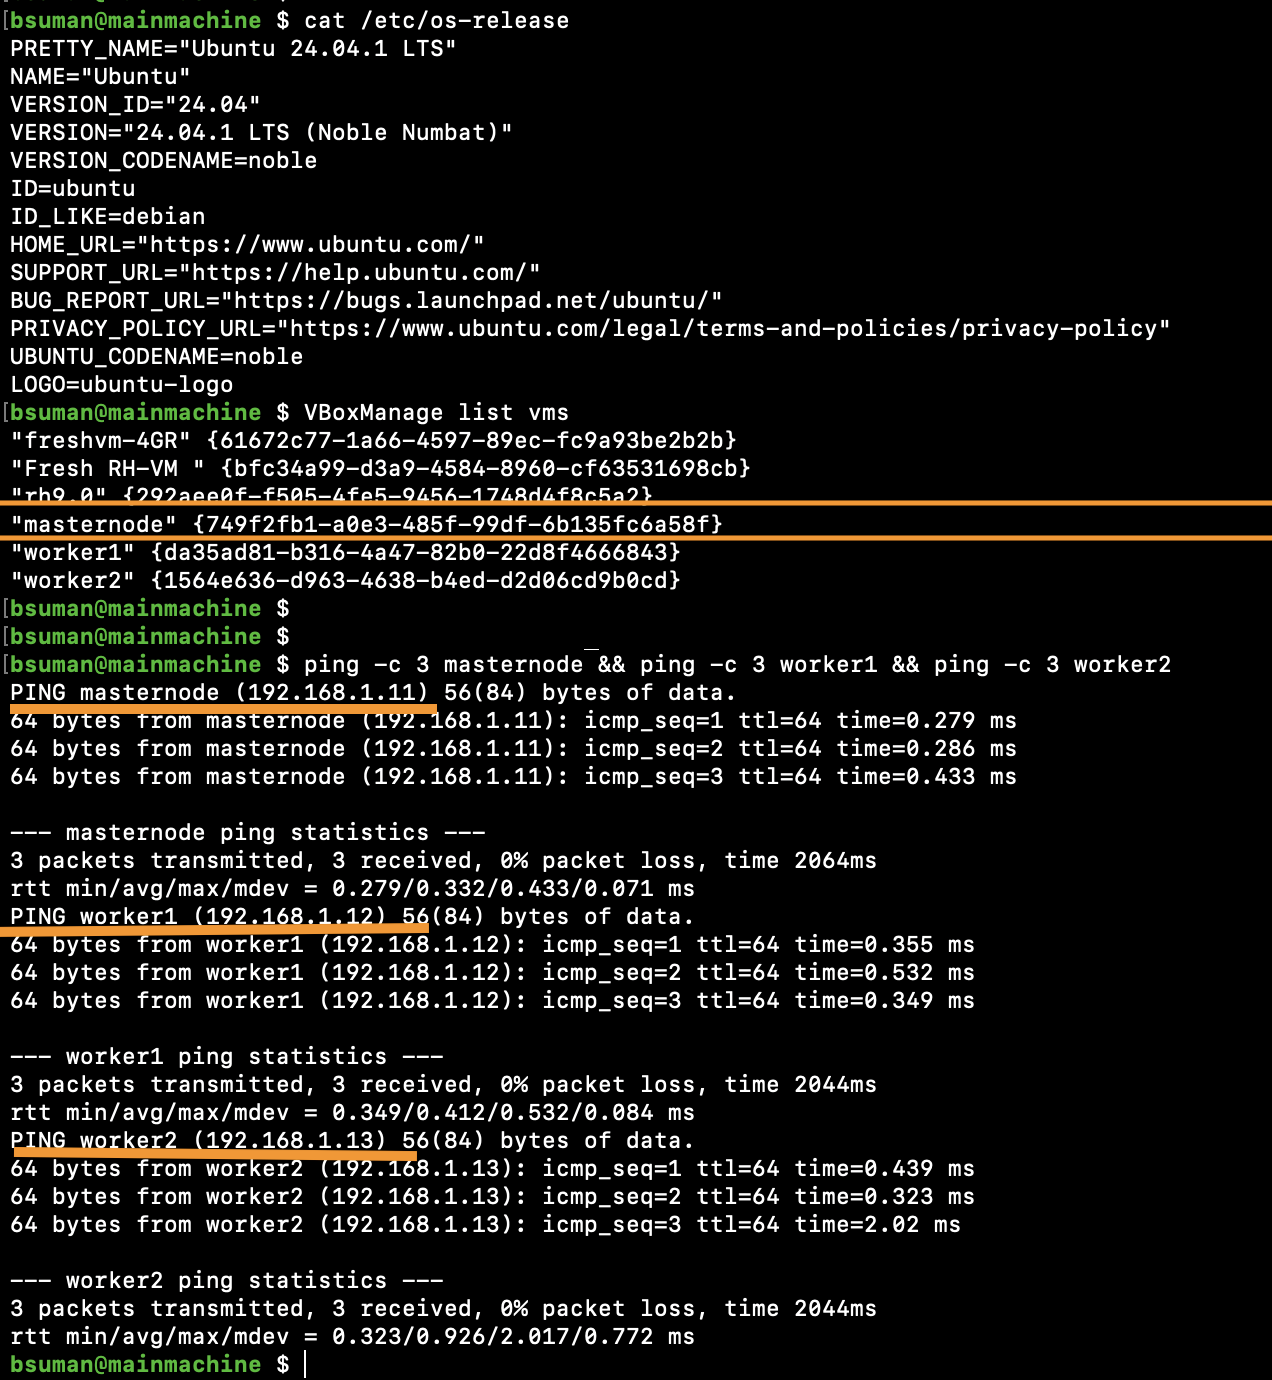 [bsuman@mainmachine $ cat /etc/os-release
PRETTY_NAME="Ubuntu 24.04.1 LTS"
NAME="Ubuntu"
VERSION_ID="24.04"
VERSION="24.04.1 LTS (Noble Numbat)"
VERSION_CODENAME=noble
ID=ubuntu
ID_LIKE=debian
HOME_URL="https://www.ubuntu.com/"
SUPPORT_URL="https://help.ubuntu.com/"
BUG_REPORT_URL="https://bugs.launchpad.net/ubuntu/"
PRIVACY_POLICY_URL="https://www.ubuntu.com/legal/terms-and-policies/privacy-policy"
UBUNTU_CODENAME=noble
LOGO=ubuntu-logo
[bsuman@mainmachine $ VBoxManage list vms
"freshvm-4GR" {61672c77-1a66-4597-89ec-fc9a93be2b2b}
"Fresh RH-VM " {bfc34a99-d3a9-4584-8960-cf63531698cb}
"rh9.0" {292aee0f-f505-4fe5-9456-1748d4f8c5a2}
"masternode" {749f2fb1-a0e3-485f-99df-6b135fc6a58f}
"worker1" {da35ad81-b316-4a47-82b0-22d8f4666843}
"worker2" {1564e636-d963-4638-b4ed-d2d06cd9b0cd}
[bsuman@mainmachine $
[bsuman@mainmachine $
[bsuman@mainmachine $ ping -c 3 masternode && ping -c 3 worker1 && ping -c 3 worker2
PING masternode (192.168.1.11) 56(84) bytes of data.
64 bytes from masternode (192.168.1.11): icmp_seq=1 ttl=64 time=0.279 ms
64 bytes from masternode (192.168.1.11): icmp_seq=2 ttl=64 time=0.286 ms
64 bytes from masternode (192.168.1.11): icmp_seq=3 ttl=64 time=0.433 ms
--- masternode ping statistics ---
3 packets transmitted, 3 received, 0% packet loss, time 2064ms
rtt min/avg/max/mdev = 0.279/0.332/0.433/0.071 ms
PING worker1 (192.168.1.12) 56(84) bytes of data.
64 bytes from worker1 (192.168.1.12): icmp_seq=1 ttl=64 time=0.355 ms
64 bytes from worker1 (192.168.1.12): icmp_seq=2 ttl=64 time=0.532 ms
64 bytes from worker1 (192.168.1.12): icmp_seq=3 ttl=64 time=0.349 ms
--- worker1 ping statistics ---
3 packets transmitted, 3 received, 0% packet loss, time 2044ms
rtt min/avg/max/mdev = 0.349/0.412/0.532/0.084 ms
PING worker2 (192.168.1.13) 56(84) bytes of data.
64 bytes from worker2 (192.168.1.13): icmp_seq=1 ttl=64 time=0.439 ms
64 bytes from worker2 (192.168.1.13): icmp_seq=2 ttl=64 time=0.323 ms
64 bytes from worker2 (192.168.1.13): icmp_seq=3 ttl=64 time=2.02 ms
--- worker2 ping statistics ---
3 packets transmitted, 3 received, 0% packet loss, time 2044ms
rtt min/avg/max/mdev = 0.323/0.926/2.017/0.772 ms
bsuman@mainmachine $